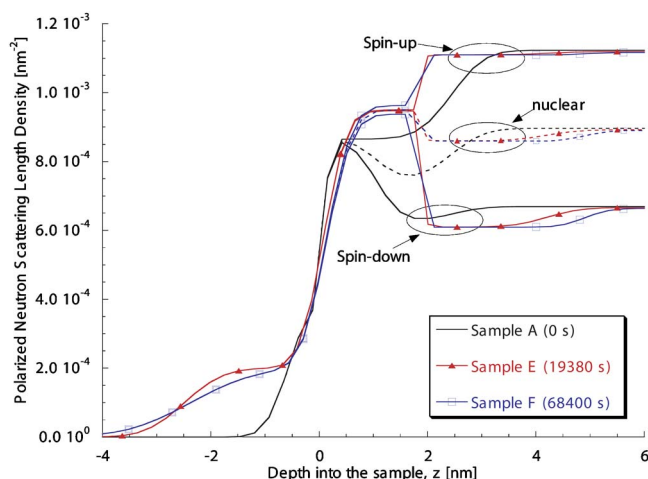 Polarized Neutron Scattering Length Density [nm⁻²]
1.2 10⁻³
1.0 10⁻³
8.0 10⁻⁴
6.0 10⁻⁴
4.0 10⁻⁴
2.0 10⁻⁴
0.0 10⁰
Spin-up
nuclear
Spin-down
Sample A (0 s)
Sample E (19380 s)
Sample F (68400 s)
-4 -2 0 2 4 6
Depth into the sample, z [nm]